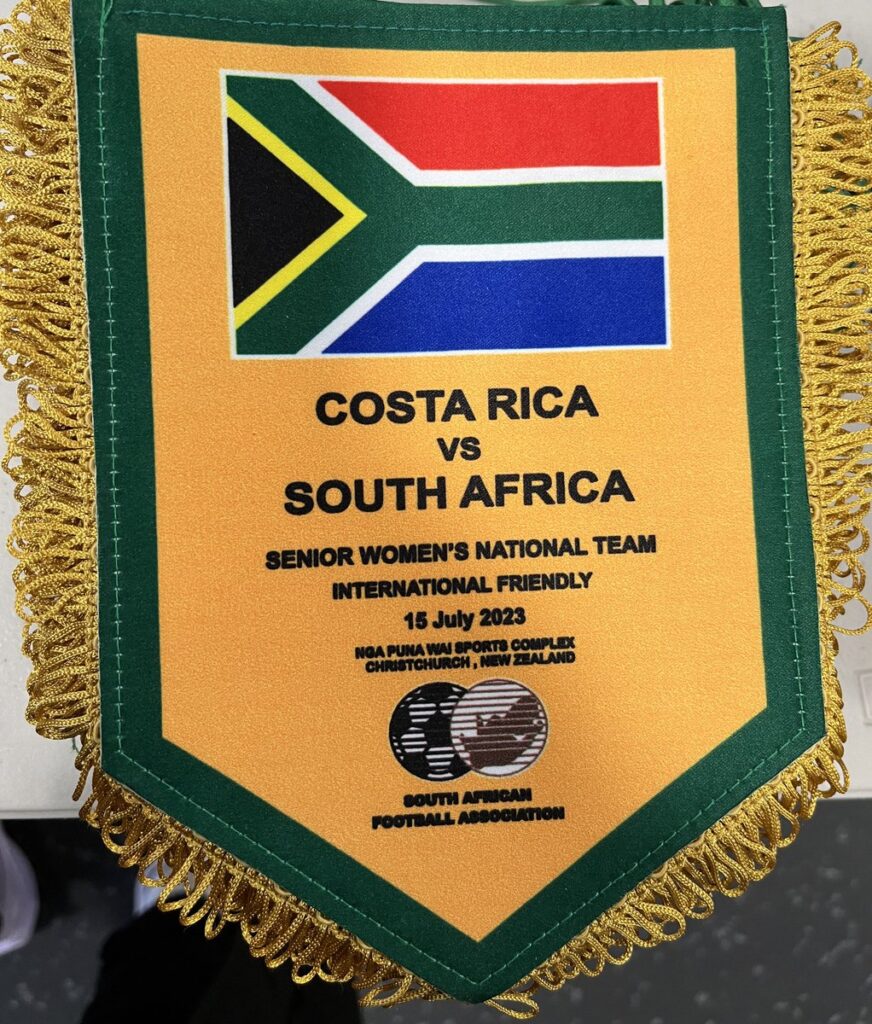 COSTA RICA
VS
SOUTH AFRICA
SENIOR WOMEN'S NATIONAL TEAM
INTERNATIONAL FRIENDLY
15 July 2023
NGA PUNA WAI SPORTS COMPLEX
CHRISTCHURCH , NEW ZEALAND
SOUTH AFRICAN
FOOTBALL ASSOCIATION